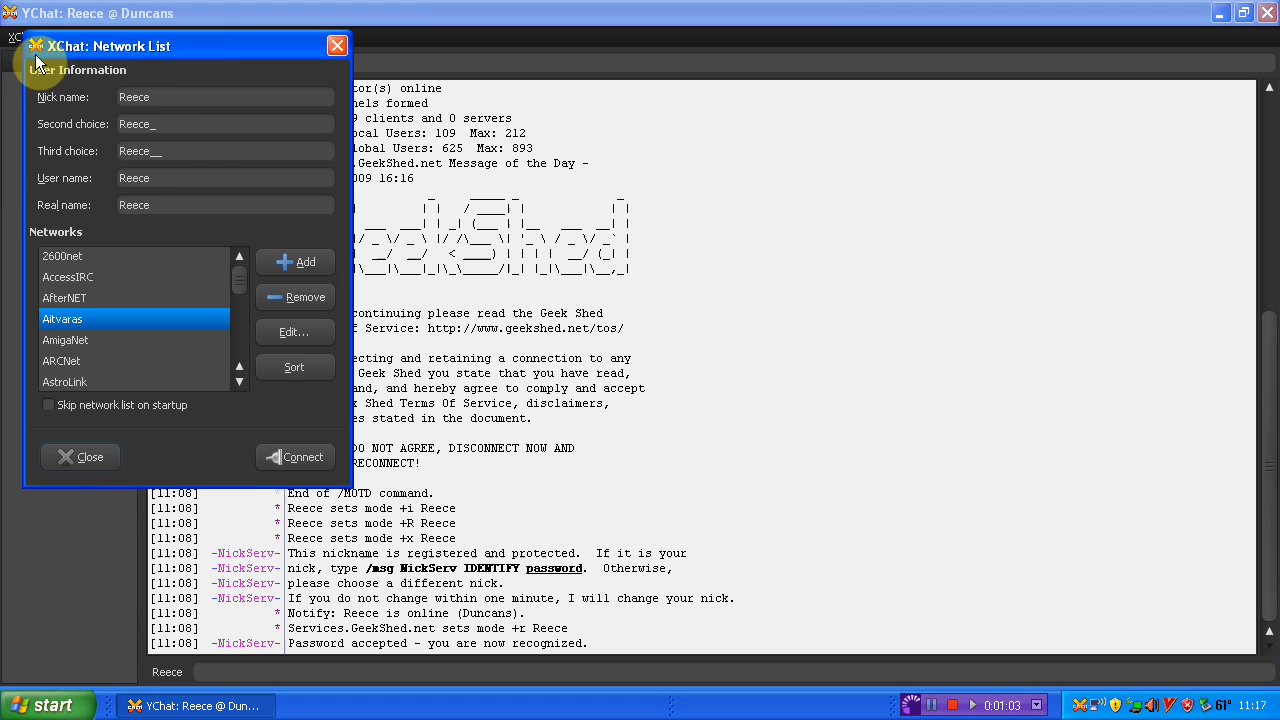 YChat: Reece @ Duncans
XC
XChat: Network List
User Information
Nick name: Reece
Second choice: Reece_
Third choice: Reece__
User name: Reece
Real name: Reece
Networks
2600net
AccessIRC
AfterNET
Aitvaras
AmigaNet
ARCNet
AstroLink
Add
Remove
Edit...
Sort
Skip network list on startup
Close
Connect
tor(s) online
nels formed
9 clients and 0 servers
ocal Users: 109 Max: 212
lobal Users: 625 Max: 893
.GeekShed.net Message of the Day -
009 16:16
continuing please read the Geek Shed
of Service: http://www.geekshed.net/tos/
ecting and retaining a connection to any
Geek Shed you state that you have read,
and, and hereby agree to comply and accept
k Shed Terms Of Service, disclaimers,
es stated in the document.
DO NOT AGREE, DISCONNECT NOW AND
RECONNECT!
[11:08] * End of /MOTD command.
[11:08] * Reece sets mode +i Reece
[11:08] * Reece sets mode +R Reece
[11:08] * Reece sets mode +x Reece
[11:08] -NickServ- This nickname is registered and protected. If it is your
[11:08] -NickServ- nick, type /msg NickServ IDENTIFY password. Otherwise,
[11:08] -NickServ- please choose a different nick.
[11:08] -NickServ- If you do not change within one minute, I will change your nick.
[11:08] * Notify: Reece is online (Duncans).
[11:08] * Services.GeekShed.net sets mode +r Reece
[11:08] -NickServ- Password accepted - you are now recognized.
Reece
start
YChat: Reece @ Dun...
0:01:03
61°
11:17